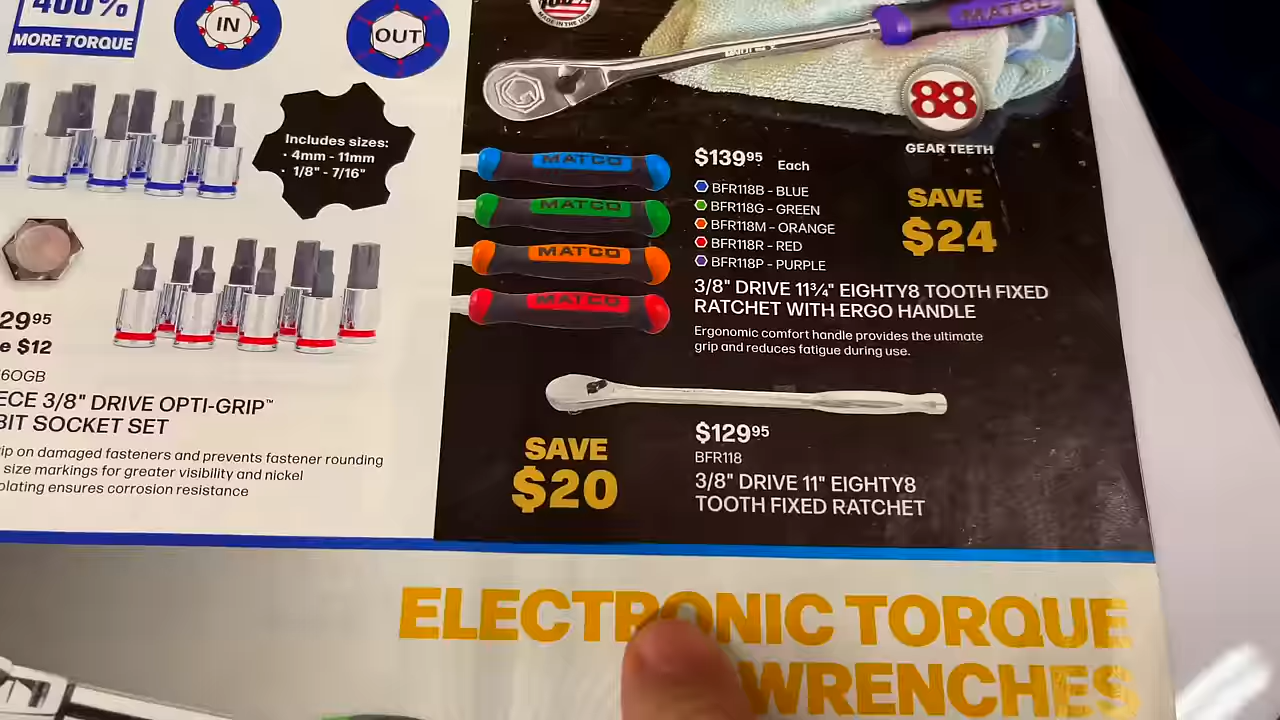 400%
MORE TORQUE
IN
OUT
MADE IN THE USA
MATCO
88
GEAR TEETH
Includes sizes:
· 4mm - 11mm
· 1/8" - 7/16"
MATCO
MATCO
MATCO
MATCO
$139⁹⁵ Each
BFR118B - BLUE
BFR118G - GREEN
BFR118M - ORANGE
BFR118R - RED
BFR118P - PURPLE
SAVE
$24
3/8" DRIVE 11¾" EIGHTY8 TOOTH FIXED
RATCHET WITH ERGO HANDLE
Ergonomic comfort handle provides the ultimate
grip and reduces fatigue during use.
29⁹⁵
e $12
60GB
ECE 3/8" DRIVE OPTI-GRIP™
BIT SOCKET SET
ip on damaged fasteners and prevents fastener rounding
size markings for greater visibility and nickel
plating ensures corrosion resistance
SAVE
$20
$129⁹⁵
BFR118
3/8" DRIVE 11" EIGHTY8
TOOTH FIXED RATCHET
ELECTRONIC TORQUE
WRENCHES